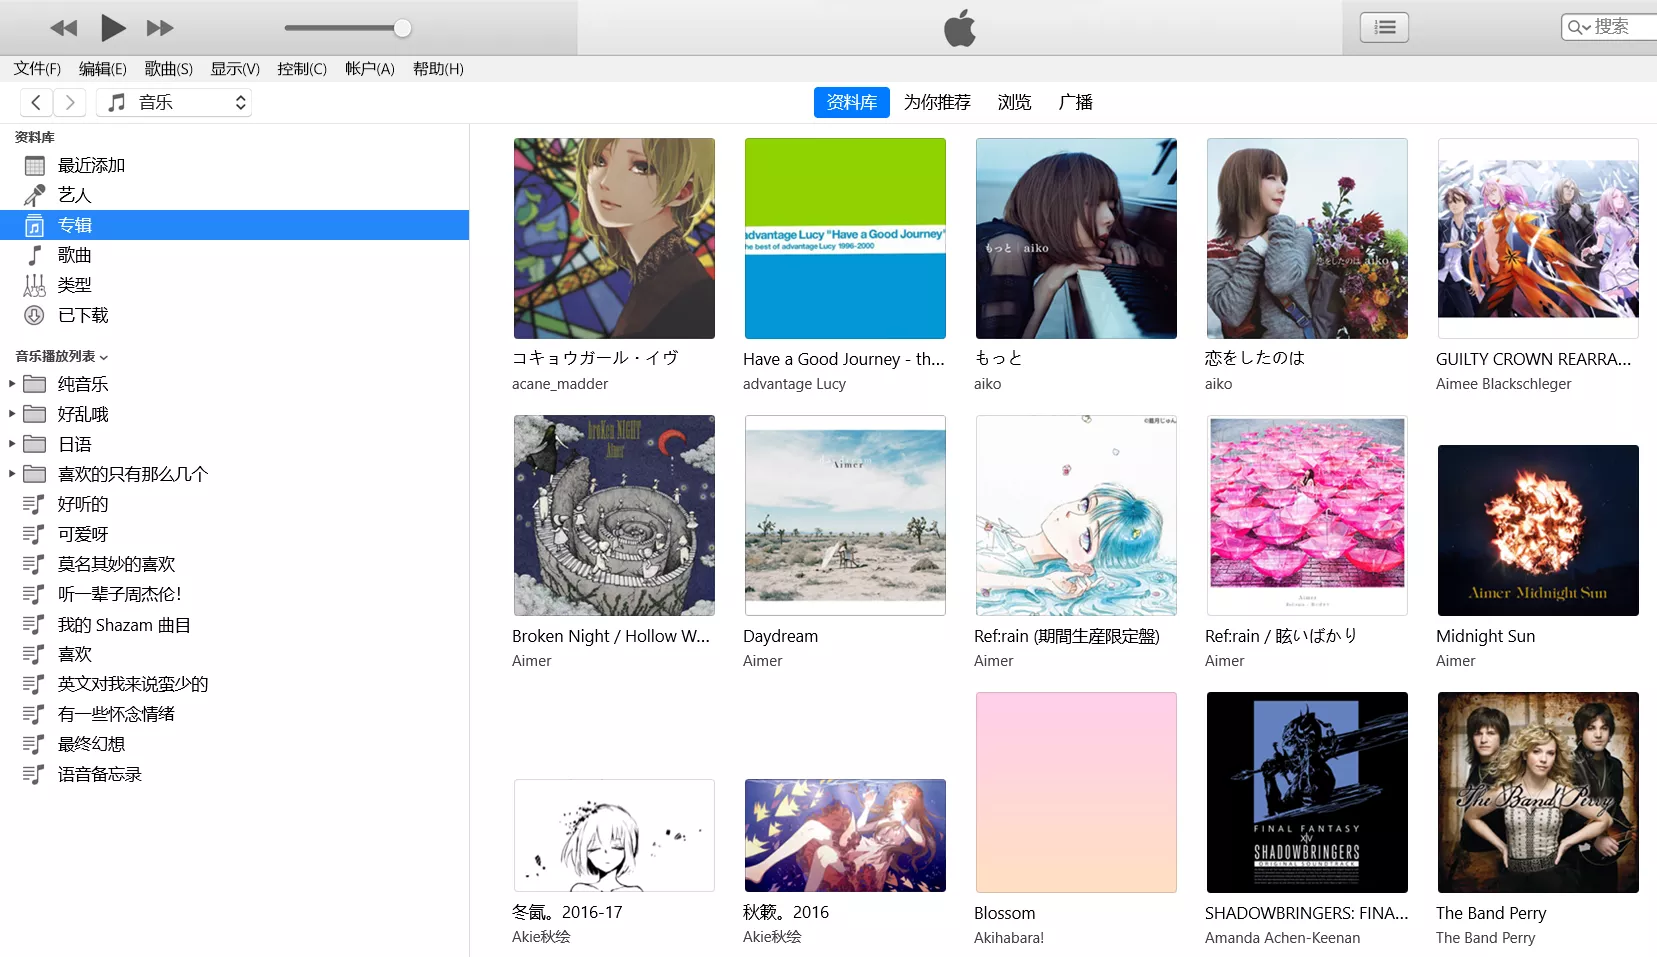 搜索
文件(F) 编辑(E) 歌曲(S) 显示(V) 控制(C) 帐户(A) 帮助(H)
音乐
资料库 为你推荐 浏览 广播
资料库
最近添加
艺人
专辑
歌曲
类型
已下载
音乐播放列表
纯音乐
好乱哦
日语
喜欢的只有那么几个
好听的
可爱呀
莫名其妙的喜欢
听一辈子周杰伦！
我的 Shazam 曲目
喜欢
英文对我来说蛮少的
有一些怀念情绪
最终幻想
语音备忘录
コキョウガール・イヴ
acane_madder
advantage Lucy "Have a Good Journey"
the best of advantage Lucy 1996-2000
Have a Good Journey - th...
advantage Lucy
もっと | aiko
もっと
aiko
恋をしたのは aiko
恋をしたのは
aiko
GUILTY CROWN REARRA...
Aimee Blackschleger
broKen NIGHT
Aimer
Broken Night / Hollow W...
Aimer
daydream
Aimer
Daydream
Aimer
Ref:rain (期間生産限定盤)
Aimer
Aimer
Ref:rain / 眩いばかり
Aimer
Aimer Midnight Sun
Midnight Sun
Aimer
冬氤。2016-17
Akie秋绘
秋簌。2016
Akie秋绘
Blossom
Akihabara!
FINAL FANTASY
XIV
SHADOWBRINGERS
ORIGINAL SOUNDTRACK
SHADOWBRINGERS: FINA...
Amanda Achen-Keenan
The Band Perry
The Band Perry
The Band Perry